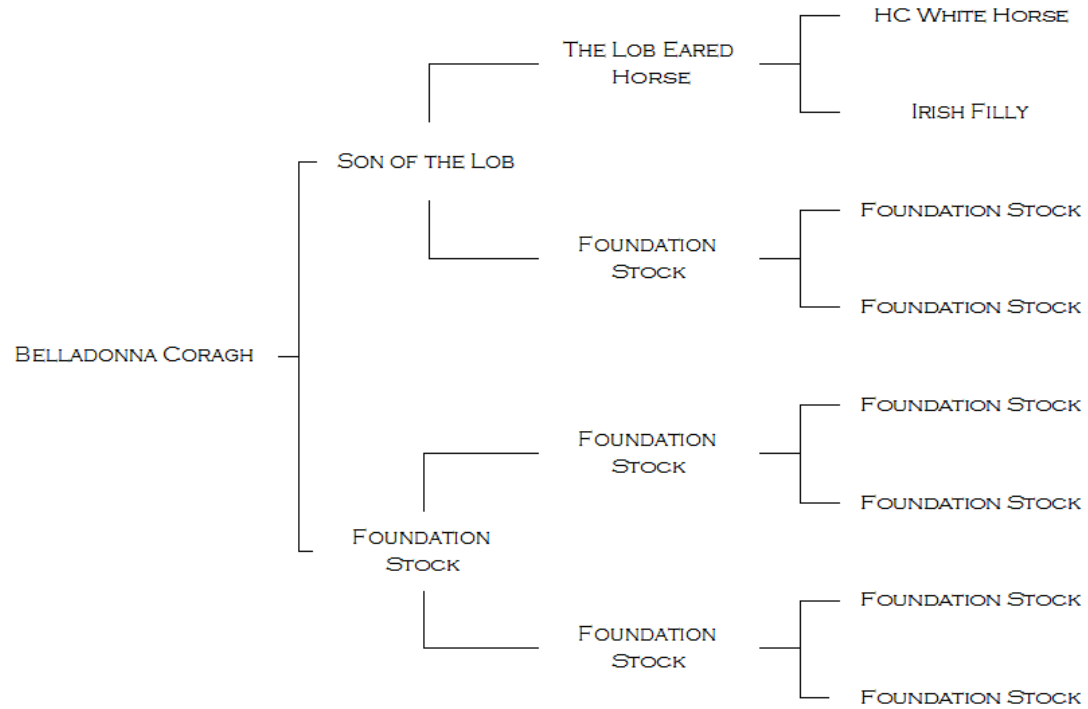 HC White Horse
The Lob Eared
Horse
Irish Filly
Son of the Lob
Foundation Stock
Foundation
Stock
Foundation Stock
Belladonna Coragh
Foundation Stock
Foundation
Stock
Foundation Stock
Foundation
Stock
Foundation Stock
Foundation
Stock
Foundation Stock